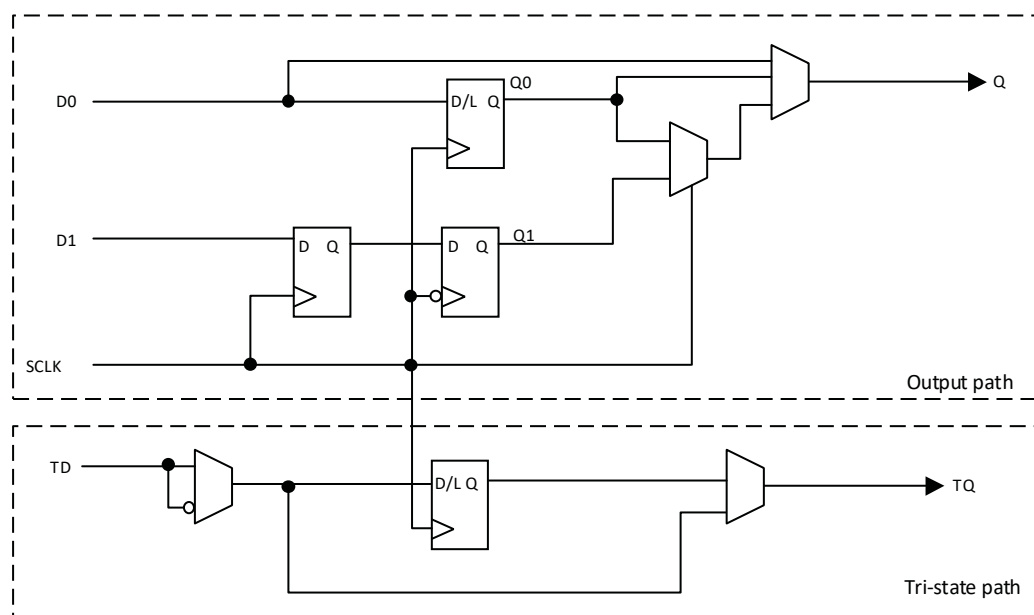 D0
D/L Q
Q0
Q
D1
D Q
D Q
Q1
SCLK
Output path
TD
D/L Q
TQ
Tri-state path